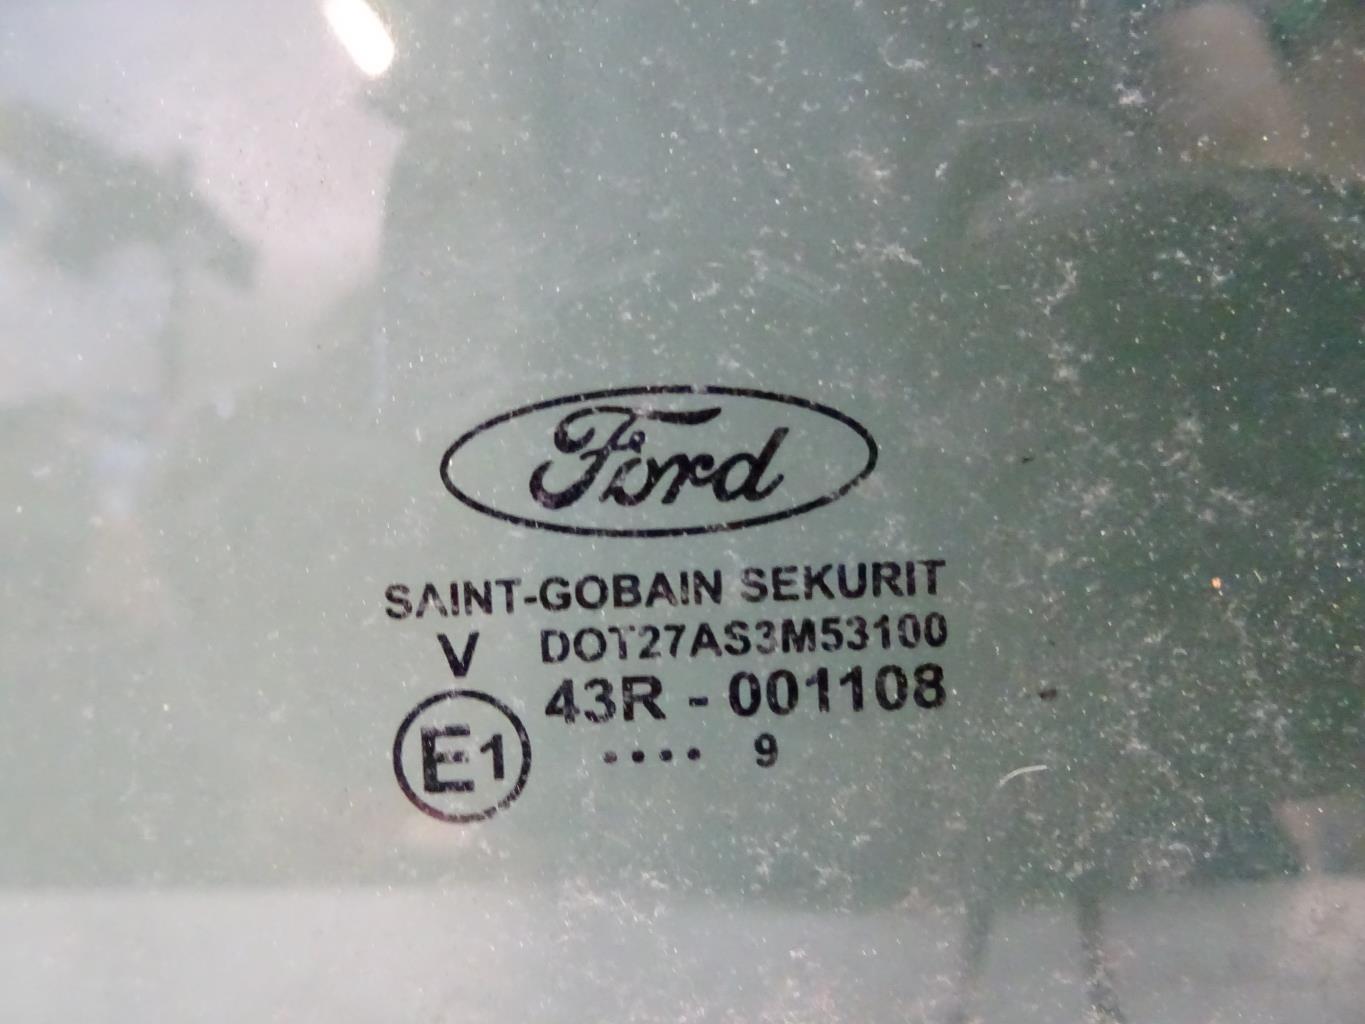 Ford
SAINT-GOBAIN SEKURIT
V DOT27AS3M53100
E1 43R - 001108
.... 9